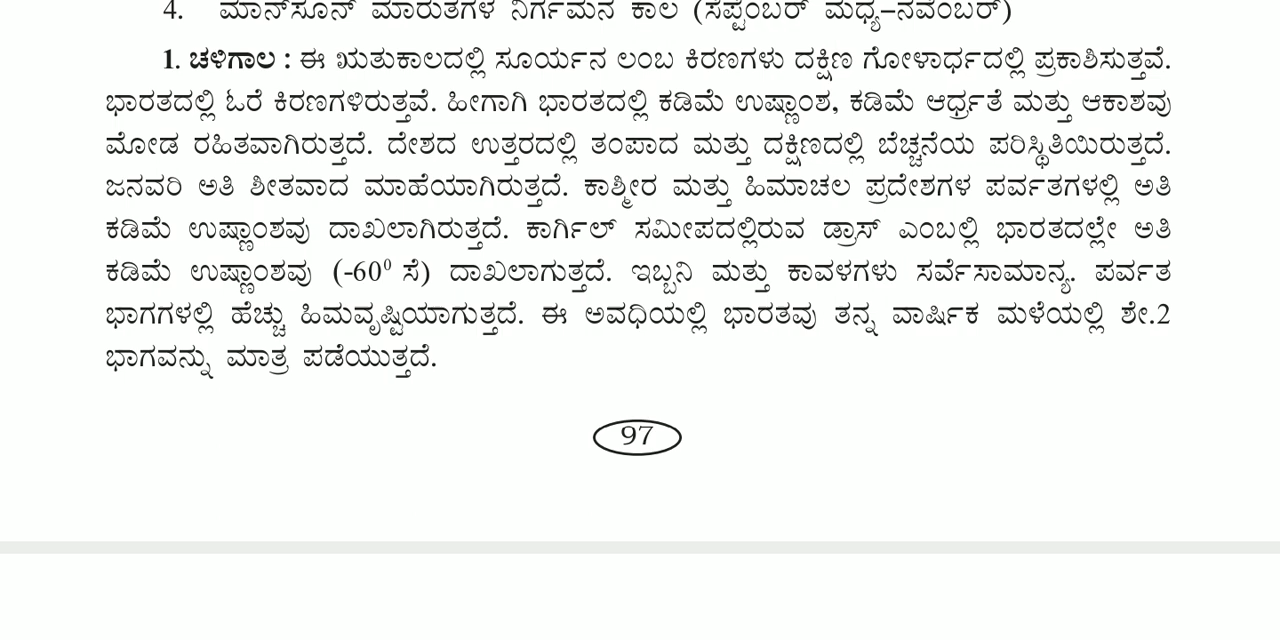 4. ಮಾನ್‌ಸೂನ್ ಮಾರುತಗಳ ನಿರ್ಗಮನ ಕಾಲ (ಸಪ್ಟೆಂಬರ್ ಮಧ್ಯ–ನವೆಂಬರ್)
1. ಚಳಿಗಾಲ : ಈ ಋತುಕಾಲದಲ್ಲಿ ಸೂರ್ಯನ ಲಂಬ ಕಿರಣಗಳು ದಕ್ಷಿಣ ಗೋಳಾರ್ಧದಲ್ಲಿ ಪ್ರಕಾಶಿಸುತ್ತವೆ.
ಭಾರತದಲ್ಲಿ ಓರೆ ಕಿರಣಗಳಿರುತ್ತವೆ. ಹೀಗಾಗಿ ಭಾರತದಲ್ಲಿ ಕಡಿಮೆ ಉಷ್ಣಾಂಶ, ಕಡಿಮೆ ಆರ್ಧ್ರತೆ ಮತ್ತು ಆಕಾಶವು
ಮೋಡ ರಹಿತವಾಗಿರುತ್ತದೆ. ದೇಶದ ಉತ್ತರದಲ್ಲಿ ತಂಪಾದ ಮತ್ತು ದಕ್ಷಿಣದಲ್ಲಿ ಬೆಚ್ಚನೆಯ ಪರಿಸ್ಥಿತಿಯಿರುತ್ತದೆ.
ಜನವರಿ ಅತಿ ಶೀತವಾದ ಮಾಹೆಯಾಗಿರುತ್ತದೆ. ಕಾಶ್ಮೀರ ಮತ್ತು ಹಿಮಾಚಲ ಪ್ರದೇಶಗಳ ಪರ್ವತಗಳಲ್ಲಿ ಅತಿ
ಕಡಿಮೆ ಉಷ್ಣಾಂಶವು ದಾಖಲಾಗಿರುತ್ತದೆ. ಕಾರ್ಗಿಲ್ ಸಮೀಪದಲ್ಲಿರುವ ಡ್ರಾಸ್ ಎಂಬಲ್ಲಿ ಭಾರತದಲ್ಲೇ ಅತಿ
ಕಡಿಮೆ ಉಷ್ಣಾಂಶವು (-60⁰ ಸೆ) ದಾಖಲಾಗುತ್ತದೆ. ಇಬ್ಬನಿ ಮತ್ತು ಕಾವಳಗಳು ಸರ್ವೆಸಾಮಾನ್ಯ. ಪರ್ವತ
ಭಾಗಗಳಲ್ಲಿ ಹೆಚ್ಚು ಹಿಮವೃಷ್ಟಿಯಾಗುತ್ತದೆ. ಈ ಅವಧಿಯಲ್ಲಿ ಭಾರತವು ತನ್ನ ವಾರ್ಷಿಕ ಮಳೆಯಲ್ಲಿ ಶೇ.2
ಭಾಗವನ್ನು ಮಾತ್ರ ಪಡೆಯುತ್ತದೆ.
97